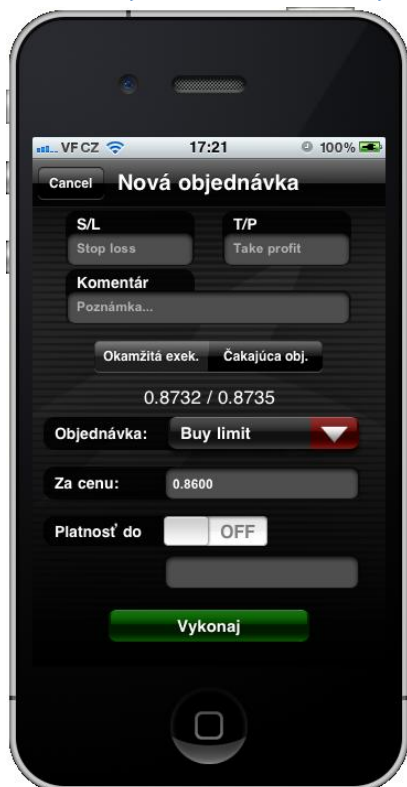 VF CZ 17:21 100%
Cancel Nová objednávka
S/L T/P
Stop loss Take profit
Komentár
Poznámka...
Okamžitá exek. Čakajúca obj.
0.8732 / 0.8735
Objednávka: Buy limit
Za cenu: 0.8600
Platnosť do OFF
Vykonaj